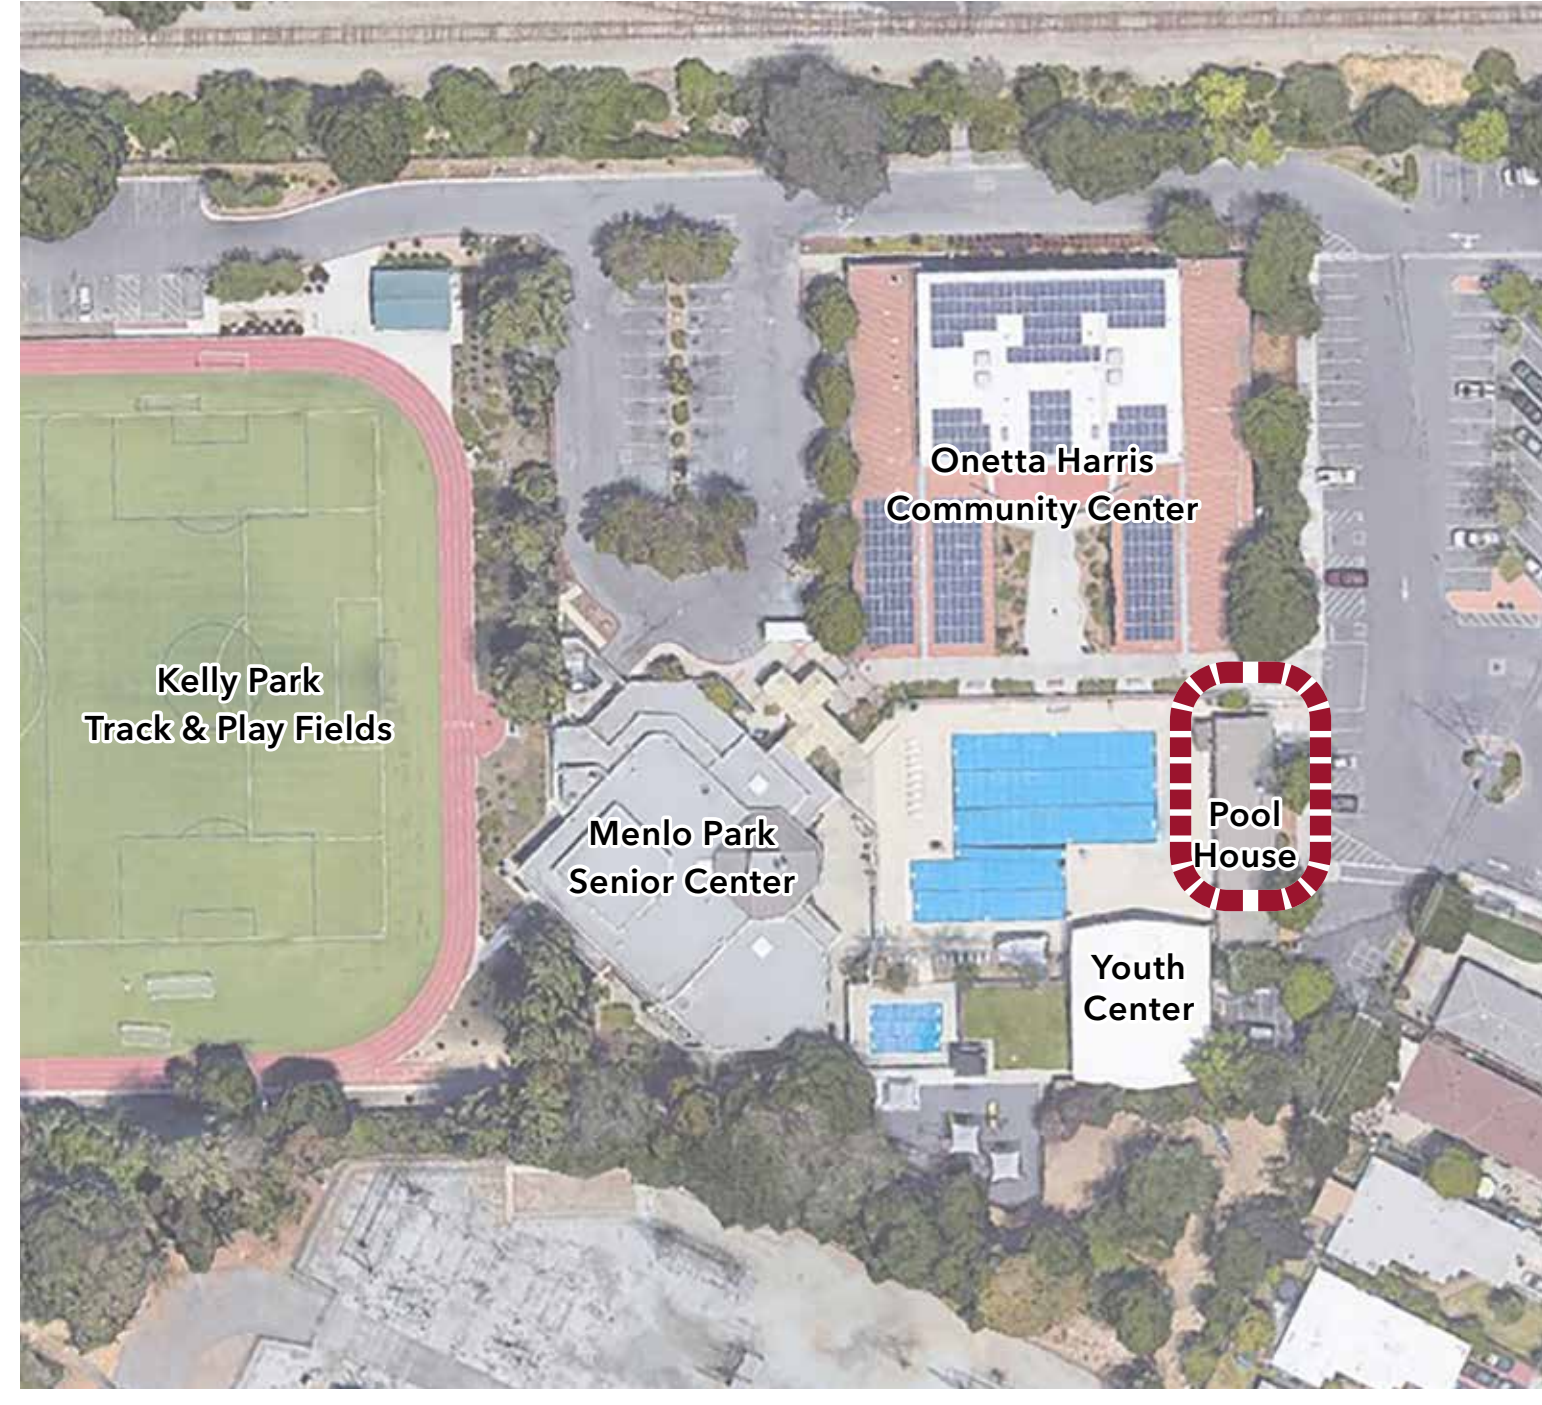 Onetta Harris
Community Center
Kelly Park
Track & Play Fields
Menlo Park
Senior Center
Pool
House
Youth
Center